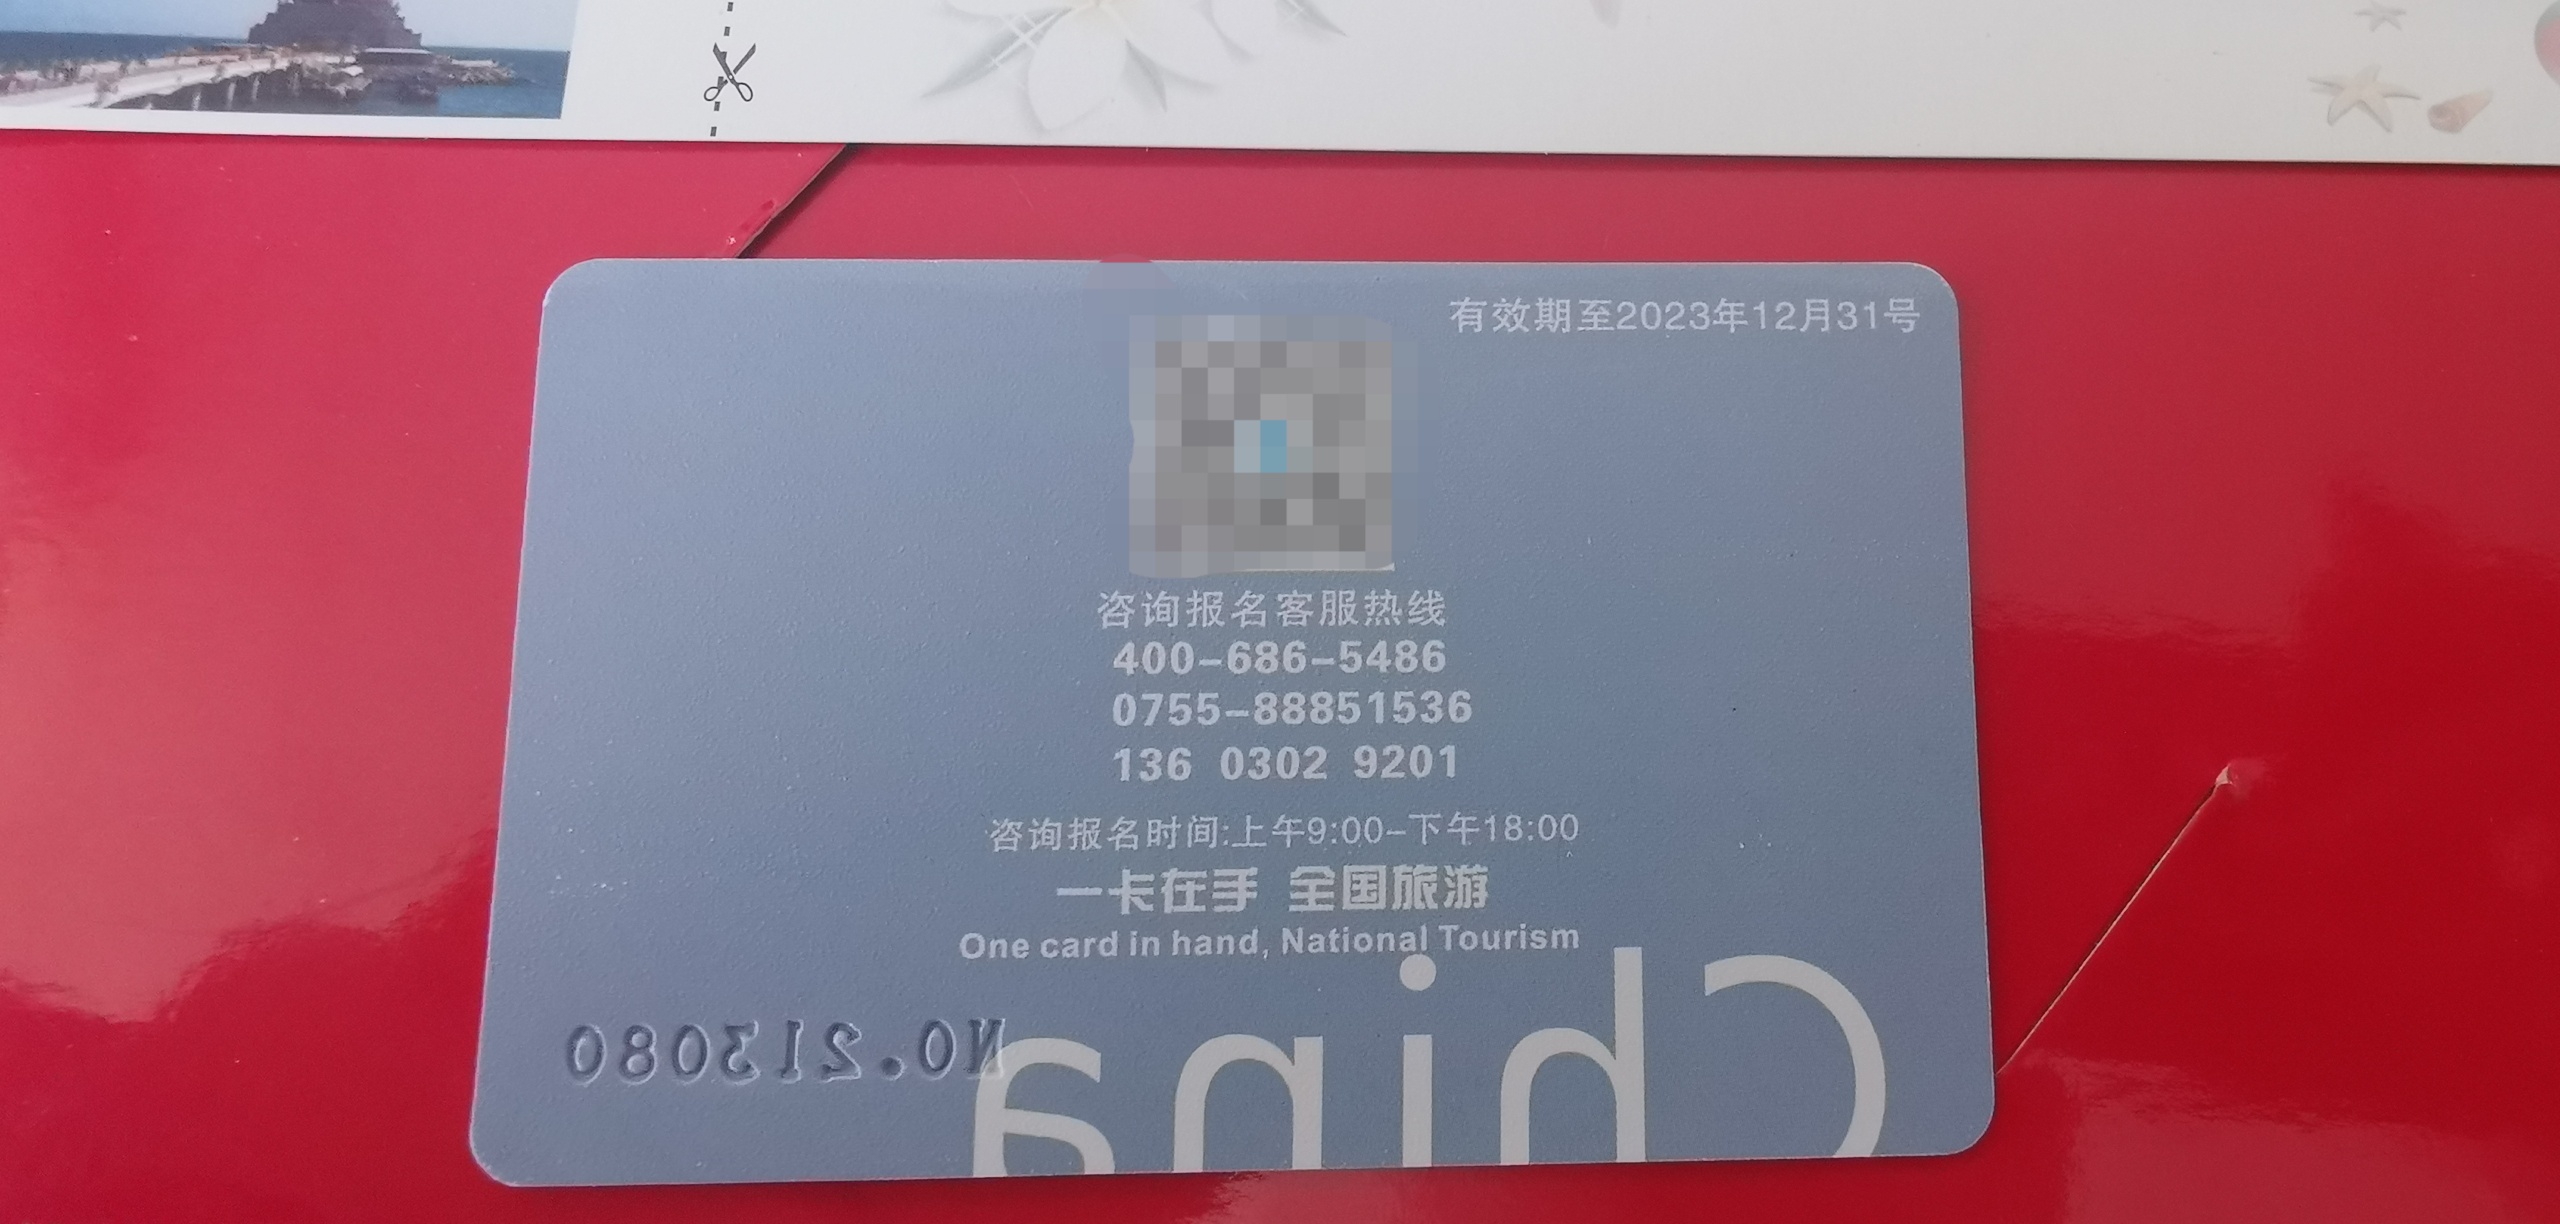 有效期至2023年12月31号
咨询报名客服热线
400-686-5486
0755-88851536
136 0302 9201
咨询报名时间:上午9:00-下午18:00
一卡在手 全国旅游
One card in hand, National Tourism
NO.213080
China